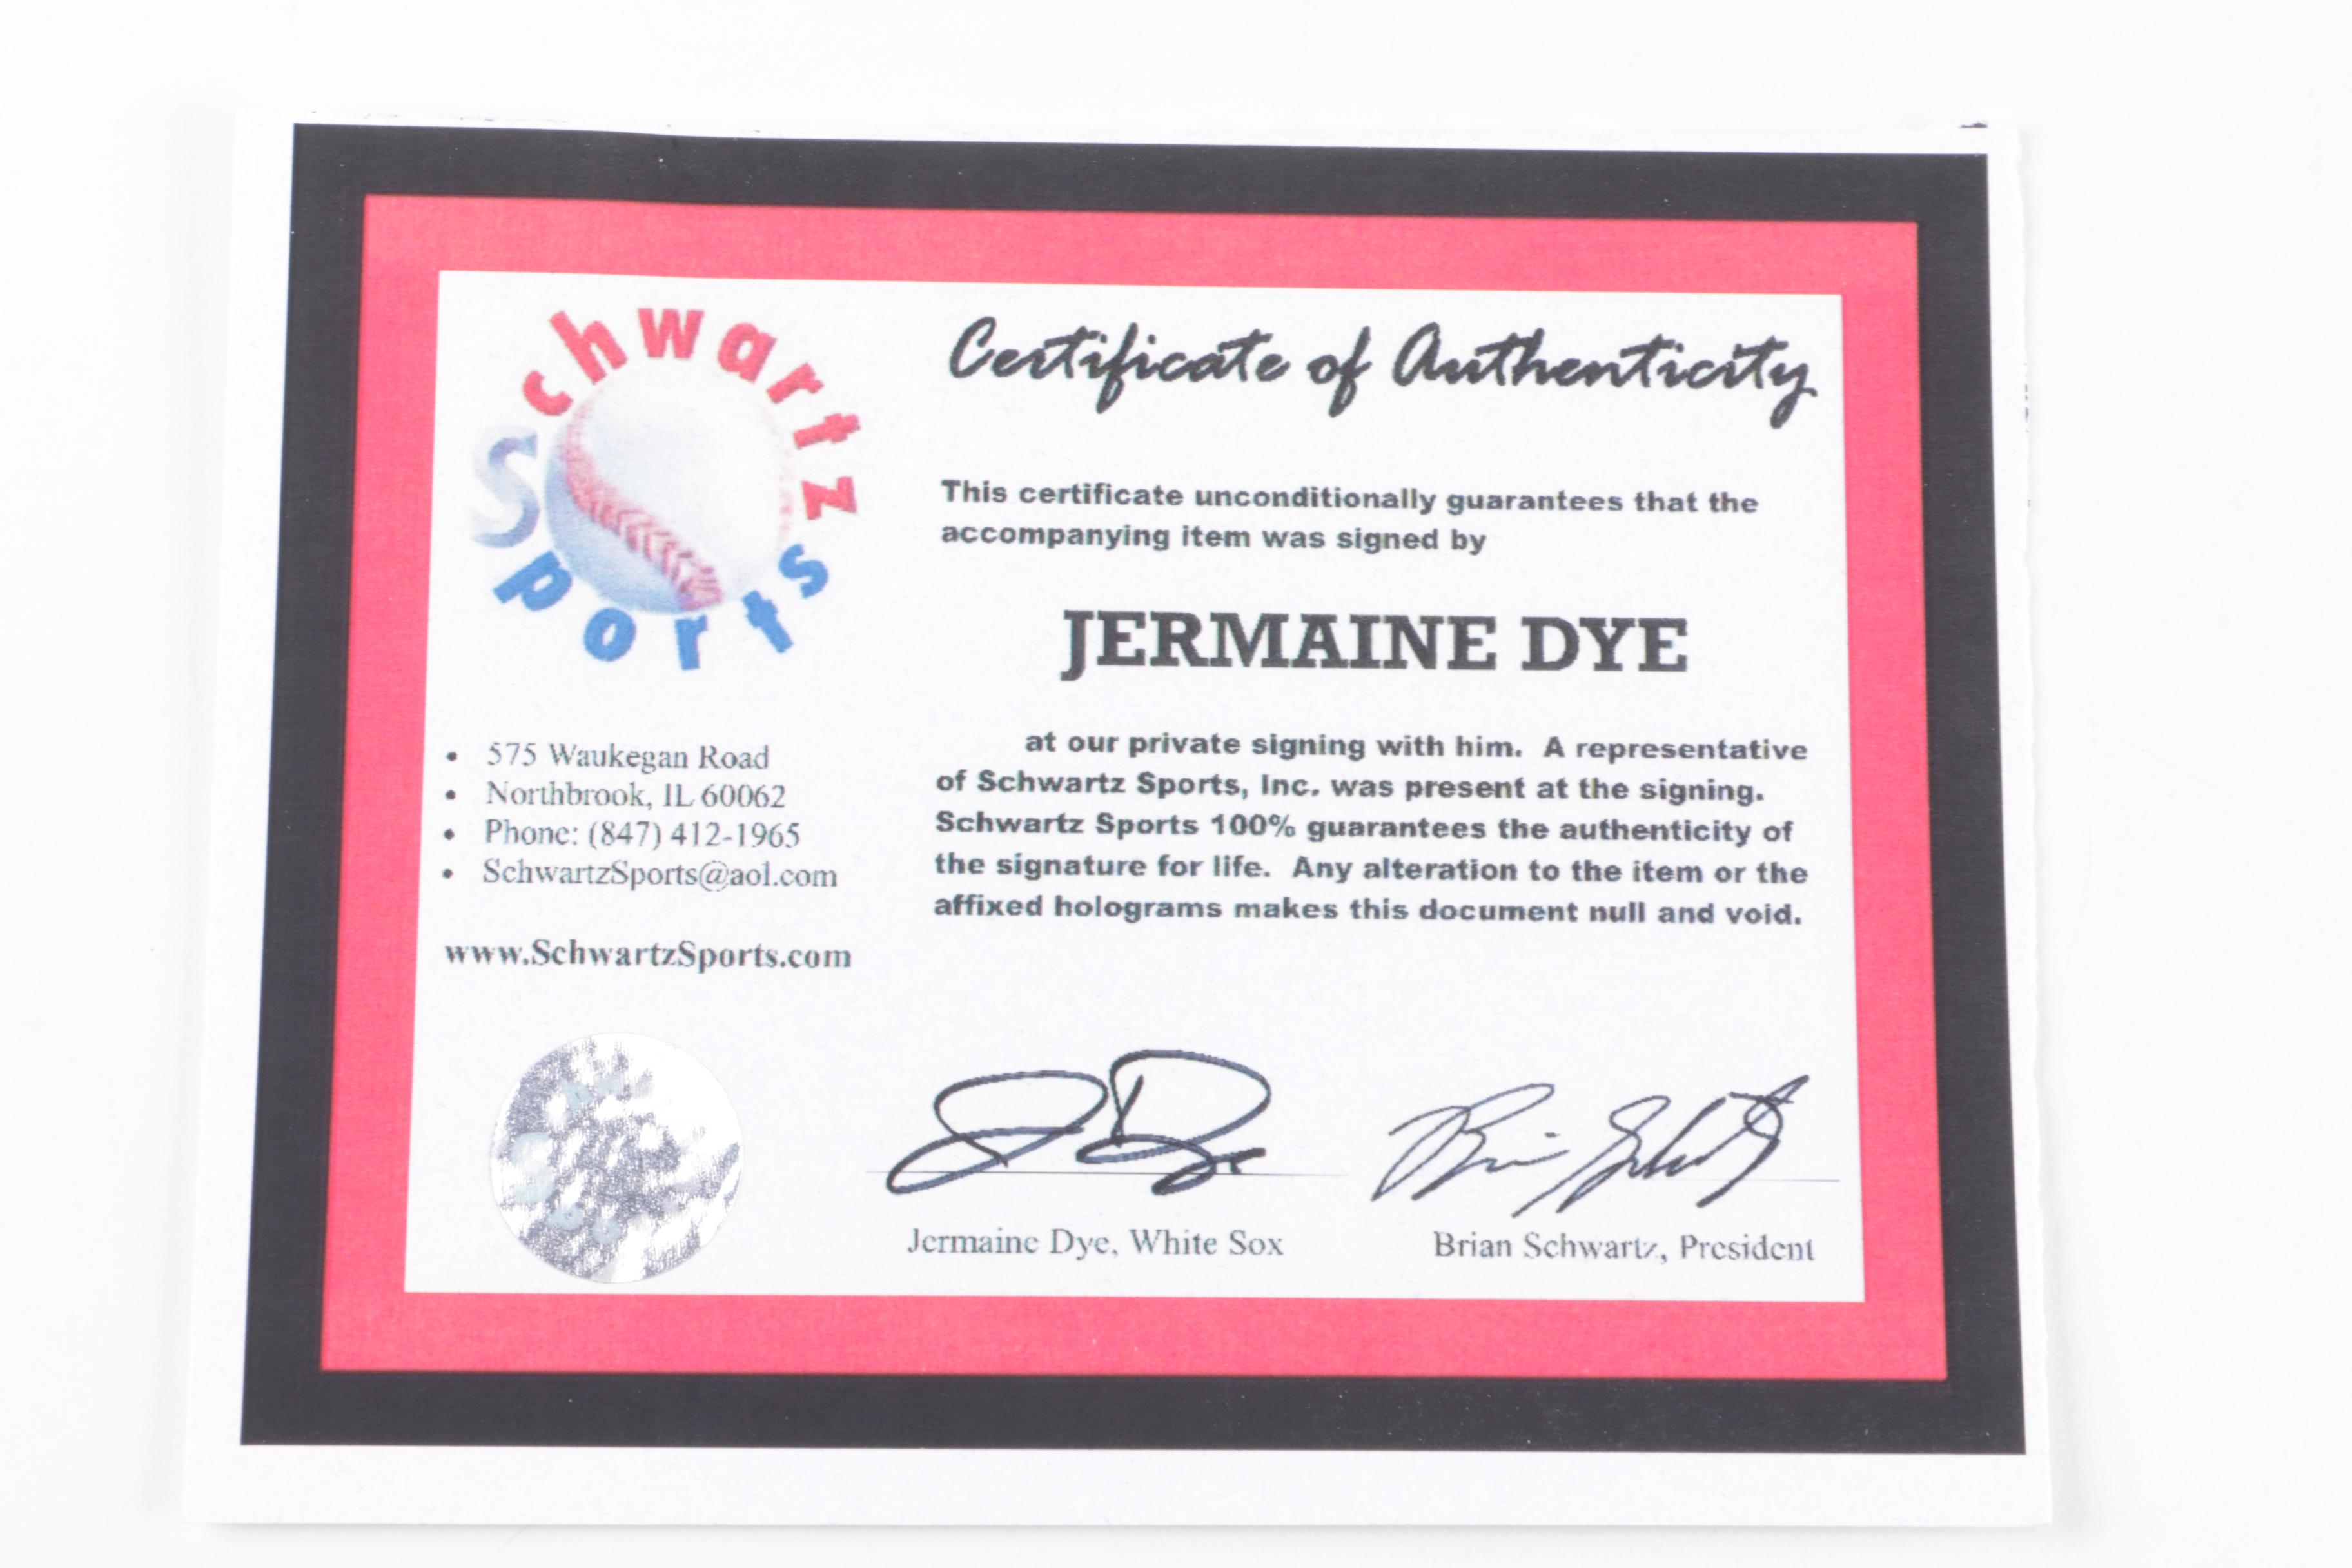 Schwartz
Sports
Certificate of Authenticity
This certificate unconditionally guarantees that the
accompanying item was signed by
JERMAINE DYE
at our private signing with him. A representative
of Schwartz Sports, Inc. was present at the signing.
Schwartz Sports 100% guarantees the authenticity of
the signature for life. Any alteration to the item or the
affixed holograms makes this document null and void.
• 575 Waukegan Road
• Northbrook, IL 60062
• Phone: (847) 412-1965
• SchwartzSports@aol.com
www.SchwartzSports.com
Jermaine Dye, White Sox
Brian Schwartz, President